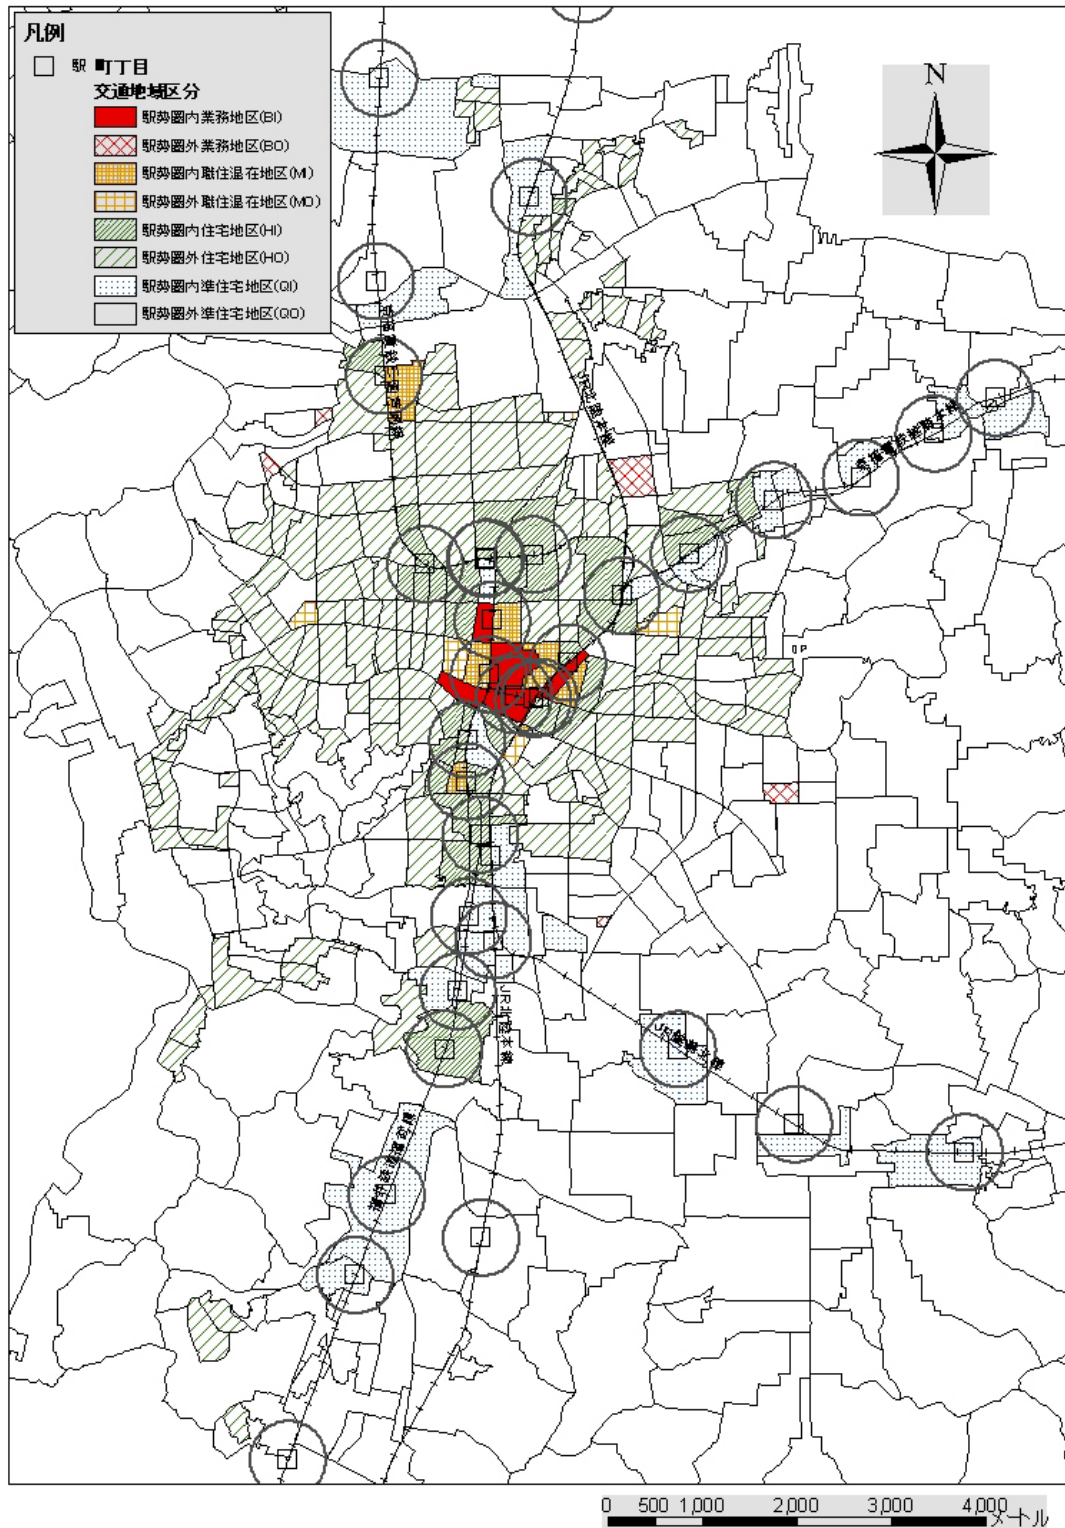 凡例
駅 町丁目
交通地域区分
駅勢圏内業務地区(BI)
駅勢圏外業務地区(BO)
駅勢圏内職住混在地区(MI)
駅勢圏外職住混在地区(MO)
駅勢圏内住宅地区(HI)
駅勢圏外住宅地区(HO)
駅勢圏内準住宅地区(QI)
駅勢圏外準住宅地区(QO)
N
JR北陸本線
JR北陸本線
0 500 1,000 2,000 3,000 4,000
メートル